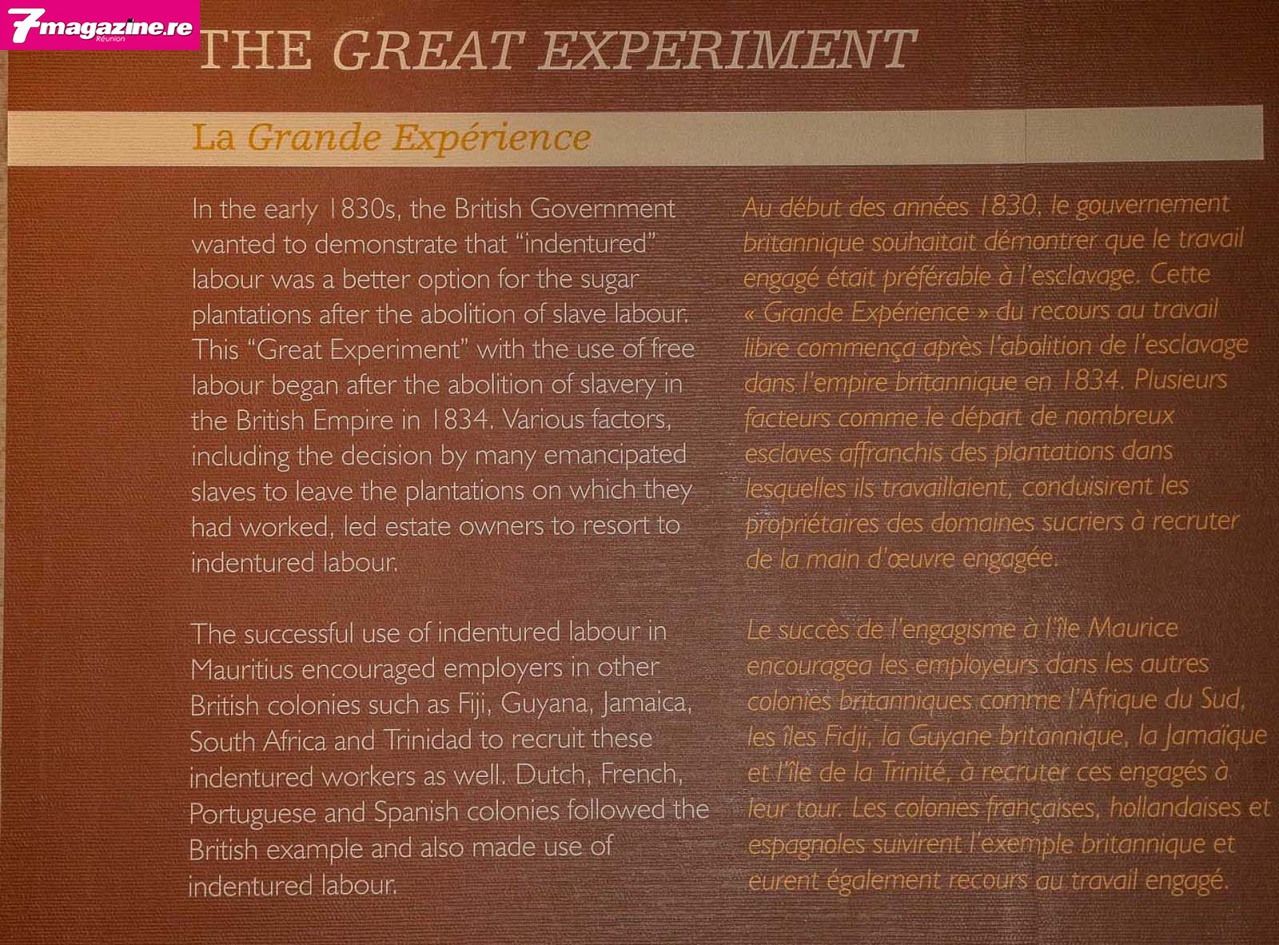 7magazine.re
Réunion
THE GREAT EXPERIMENT
La Grande Expérience
In the early 1830s, the British Government
wanted to demonstrate that “indentured”
labour was a better option for the sugar
plantations after the abolition of slave labour.
This “Great Experiment” with the use of free
labour began after the abolition of slavery in
the British Empire in 1834. Various factors,
including the decision by many emancipated
slaves to leave the plantations on which they
had worked, led estate owners to resort to
indentured labour.
The successful use of indentured labour in
Mauritius encouraged employers in other
British colonies such as Fiji, Guyana, Jamaica,
South Africa and Trinidad to recruit these
indentured workers as well. Dutch, French,
Portuguese and Spanish colonies followed the
British example and also made use of
indentured labour.
Au début des années 1830, le gouvernement
britannique souhaitait démontrer que le travail
engagé était préférable à l'esclavage. Cette
« Grande Expérience » du recours au travail
libre commença après l'abolition de l'esclavage
dans l'empire britannique en 1834. Plusieurs
facteurs comme le départ de nombreux
esclaves affranchis des plantations dans
lesquelles ils travaillaient, conduisirent les
propriétaires des domaines sucriers à recruter
de la main d'œuvre engagée.
Le succès de l'engagisme à l'île Maurice
encouragea les employeurs dans les autres
colonies britanniques comme l'Afrique du Sud,
les îles Fidji, la Guyane britannique, la Jamaïque
et l'île de la Trinité, à recruter ces engagés à
leur tour. Les colonies françaises, hollandaises et
espagnoles suivirent l'exemple britannique et
eurent également recours au travail engagé.